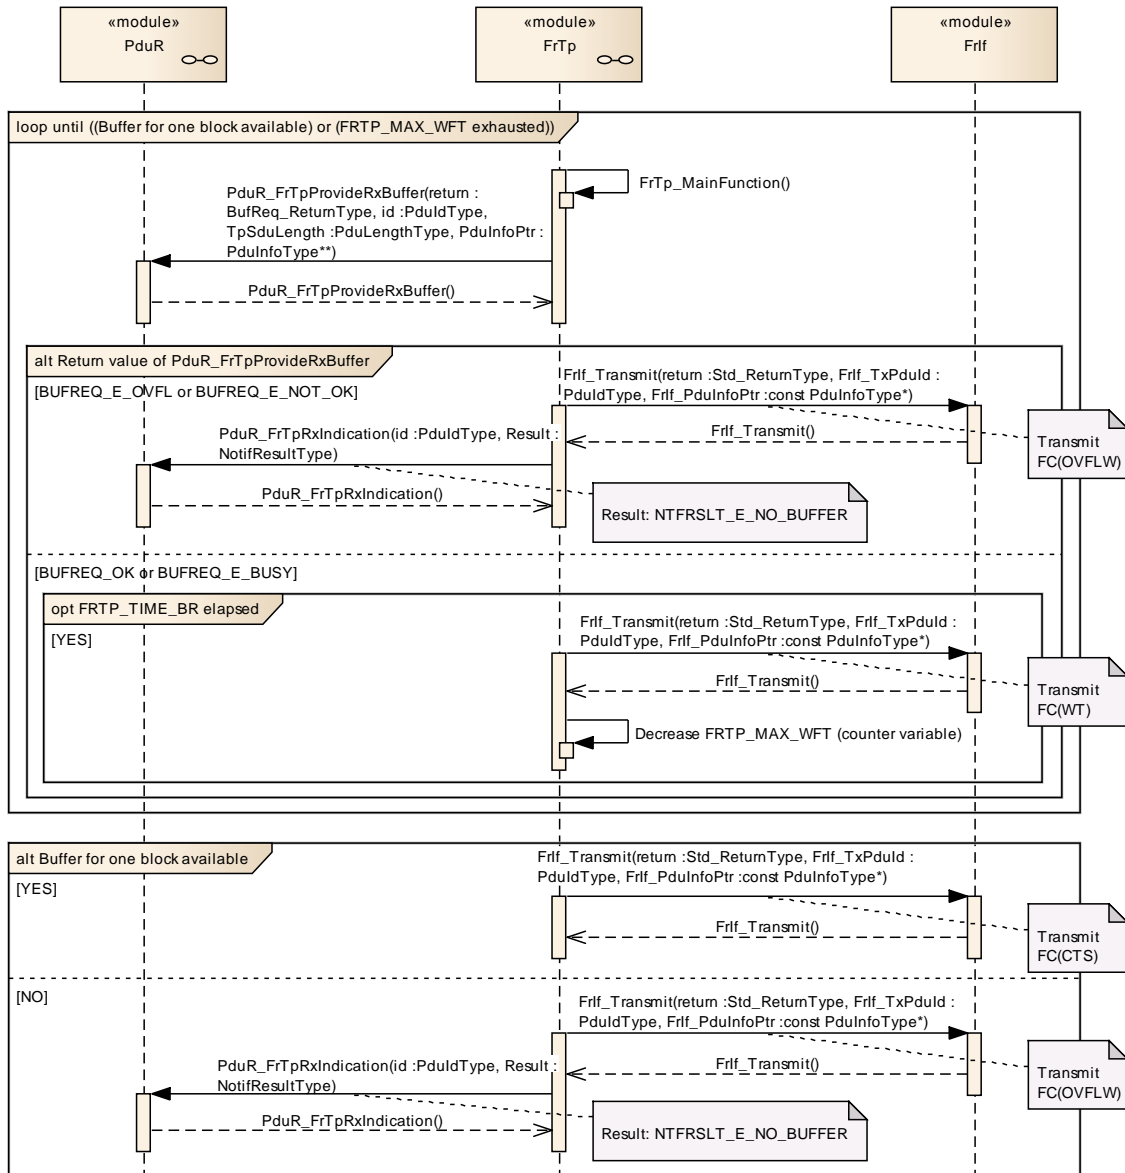 «module»
PduR
«module»
FrTp
«module»
FrIf
loop until ((Buffer for one block available) or (FRTP_MAX_WFT exhausted))
FrTp_MainFunction()
PduR_FrTpProvideRxBuffer(return :
BufReq_ReturnType, id :PduIdType,
TpSduLength :PduLengthType, PduInfoPtr :
PduInfoType**)
PduR_FrTpProvideRxBuffer()
alt Return value of PduR_FrTpProvideRxBuffer
[BUFREQ_E_OVFL or BUFREQ_E_NOT_OK]
FrIf_Transmit(return :Std_ReturnType, FrIf_TxPduId :
PduIdType, FrIf_PduInfoPtr :const PduInfoType*)
FrIf_Transmit()
Transmit
FC(OVFLW)
PduR_FrTpRxIndication(id :PduIdType, Result :
NotifResultType)
PduR_FrTpRxIndication()
Result: NTFRSLT_E_NO_BUFFER
[BUFREQ_OK or BUFREQ_E_BUSY]
opt FRTP_TIME_BR elapsed
[YES]
FrIf_Transmit(return :Std_ReturnType, FrIf_TxPduId :
PduIdType, FrIf_PduInfoPtr :const PduInfoType*)
FrIf_Transmit()
Transmit
FC(WT)
Decrease FRTP_MAX_WFT (counter variable)
alt Buffer for one block available
[YES]
FrIf_Transmit(return :Std_ReturnType, FrIf_TxPduId :
PduIdType, FrIf_PduInfoPtr :const PduInfoType*)
FrIf_Transmit()
Transmit
FC(CTS)
[NO]
FrIf_Transmit(return :Std_ReturnType, FrIf_TxPduId :
PduIdType, FrIf_PduInfoPtr :const PduInfoType*)
FrIf_Transmit()
Transmit
FC(OVFLW)
PduR_FrTpRxIndication(id :PduIdType, Result :
NotifResultType)
PduR_FrTpRxIndication()
Result: NTFRSLT_E_NO_BUFFER